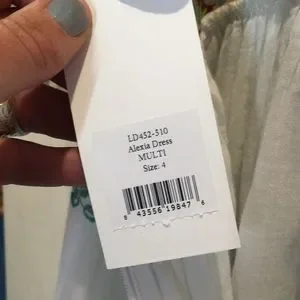 LD452-510
Alexia Dress
MULTI
Size: 4
8 43556 19847 6